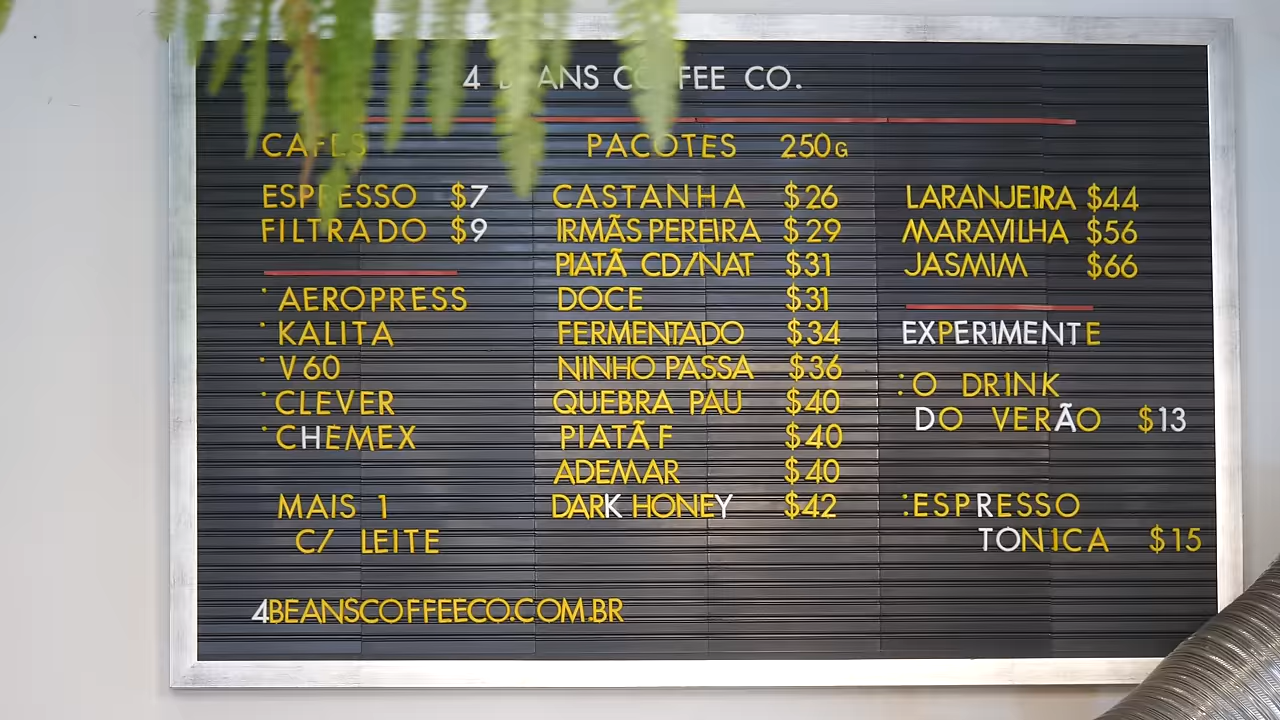 4 BEANS COFFEE CO.
CAFÉS
ESPRESSO $7
FILTRADO $9
· AEROPRESS
· KALITA
· V60
· CLEVER
· CHEMEX
MAIS 1
C/ LEITE
PACOTES 250G
CASTANHA $26
IRMÃS PEREIRA $29
PIATÃ CD/NAT $31
DOCE $31
FERMENTADO $34
NINHO PASSA $36
QUEBRA PAU $40
PIATÃ F $40
ADEMAR $40
DARK HONEY $42
LARANJEIRA $44
MARAVILHA $56
JASMIM $66
EXPERIMENTE
:O DRINK
DO VERÃO $13
:ESPRESSO
TONICA $15
4BEANSCOFFEECO.COM.BR